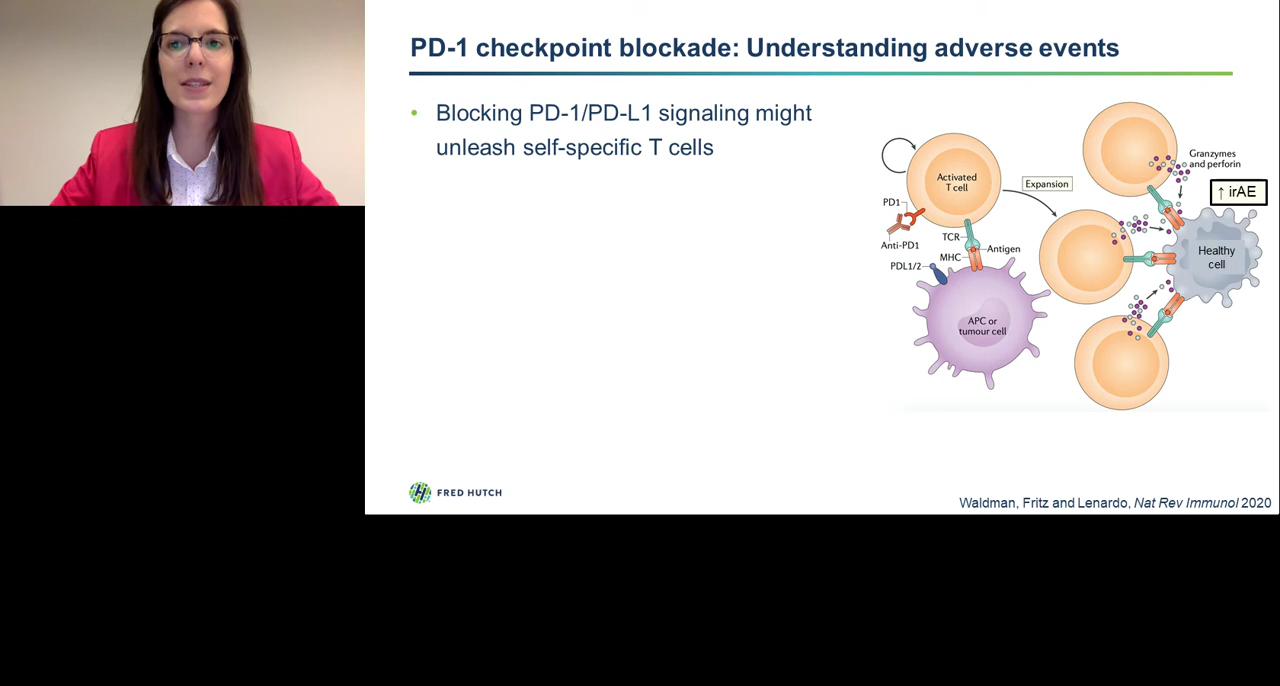 PD-1 checkpoint blockade: Understanding adverse events
• Blocking PD-1/PD-L1 signaling might
unleash self-specific T cells
Granzymes
and perforin
↑ irAE
Activated
T cell
Expansion
PD1
Anti-PD1
TCR
Antigen
MHC
PDL1/2
Healthy
cell
APC or
tumour cell
FRED HUTCH
Waldman, Fritz and Lenardo, Nat Rev Immunol 2020